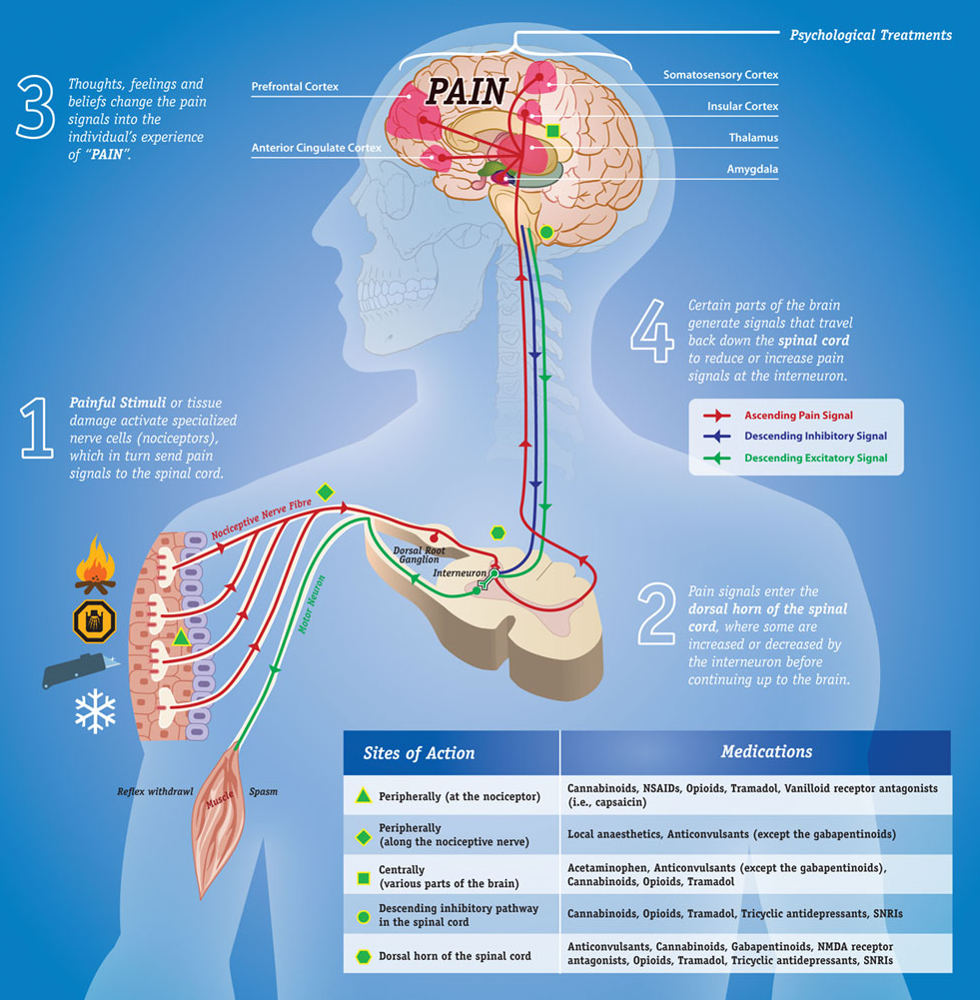 Psychological Treatments
3
Thoughts, feelings and
beliefs change the pain
signals into the
individual's experience
of "PAIN".
Prefrontal Cortex
Anterior Cingulate Cortex
PAIN
Somatosensory Cortex
Insular Cortex
Thalamus
Amygdala
4
Certain parts of the brain
generate signals that travel
back down the spinal cord
to reduce or increase pain
signals at the interneuron.
Ascending Pain Signal
Descending Inhibitory Signal
Descending Excitatory Signal
1
Painful Stimuli or tissue
damage activate specialized
nerve cells (nociceptors),
which in turn send pain
signals to the spinal cord.
Nociceptive Nerve Fibre
Dorsal Root
Ganglion
Interneuron
Motor Neuron
2
Pain signals enter the
dorsal horn of the spinal
cord, where some are
increased or decreased by
the interneuron before
continuing up to the brain.
Reflex withdrawl
Muscle
Spasm
Sites of Action
Medications
Peripherally (at the nociceptor)
Cannabinoids, NSAIDs, Opioids, Tramadol, Vanilloid receptor antagonists
(i.e., capsaicin)
Peripherally
(along the nociceptive nerve)
Local anaesthetics, Anticonvulsants (except the gabapentinoids)
Centrally
(various parts of the brain)
Acetaminophen, Anticonvulsants (except the gabapentinoids),
Cannabinoids, Opioids, Tramadol
Descending inhibitory pathway
in the spinal cord
Cannabinoids, Opioids, Tramadol, Tricyclic antidepressants, SNRIs
Dorsal horn of the spinal cord
Anticonvulsants, Cannabinoids, Gabapentinoids, NMDA receptor
antagonists, Opioids, Tramadol, Tricyclic antidepressants, SNRIs